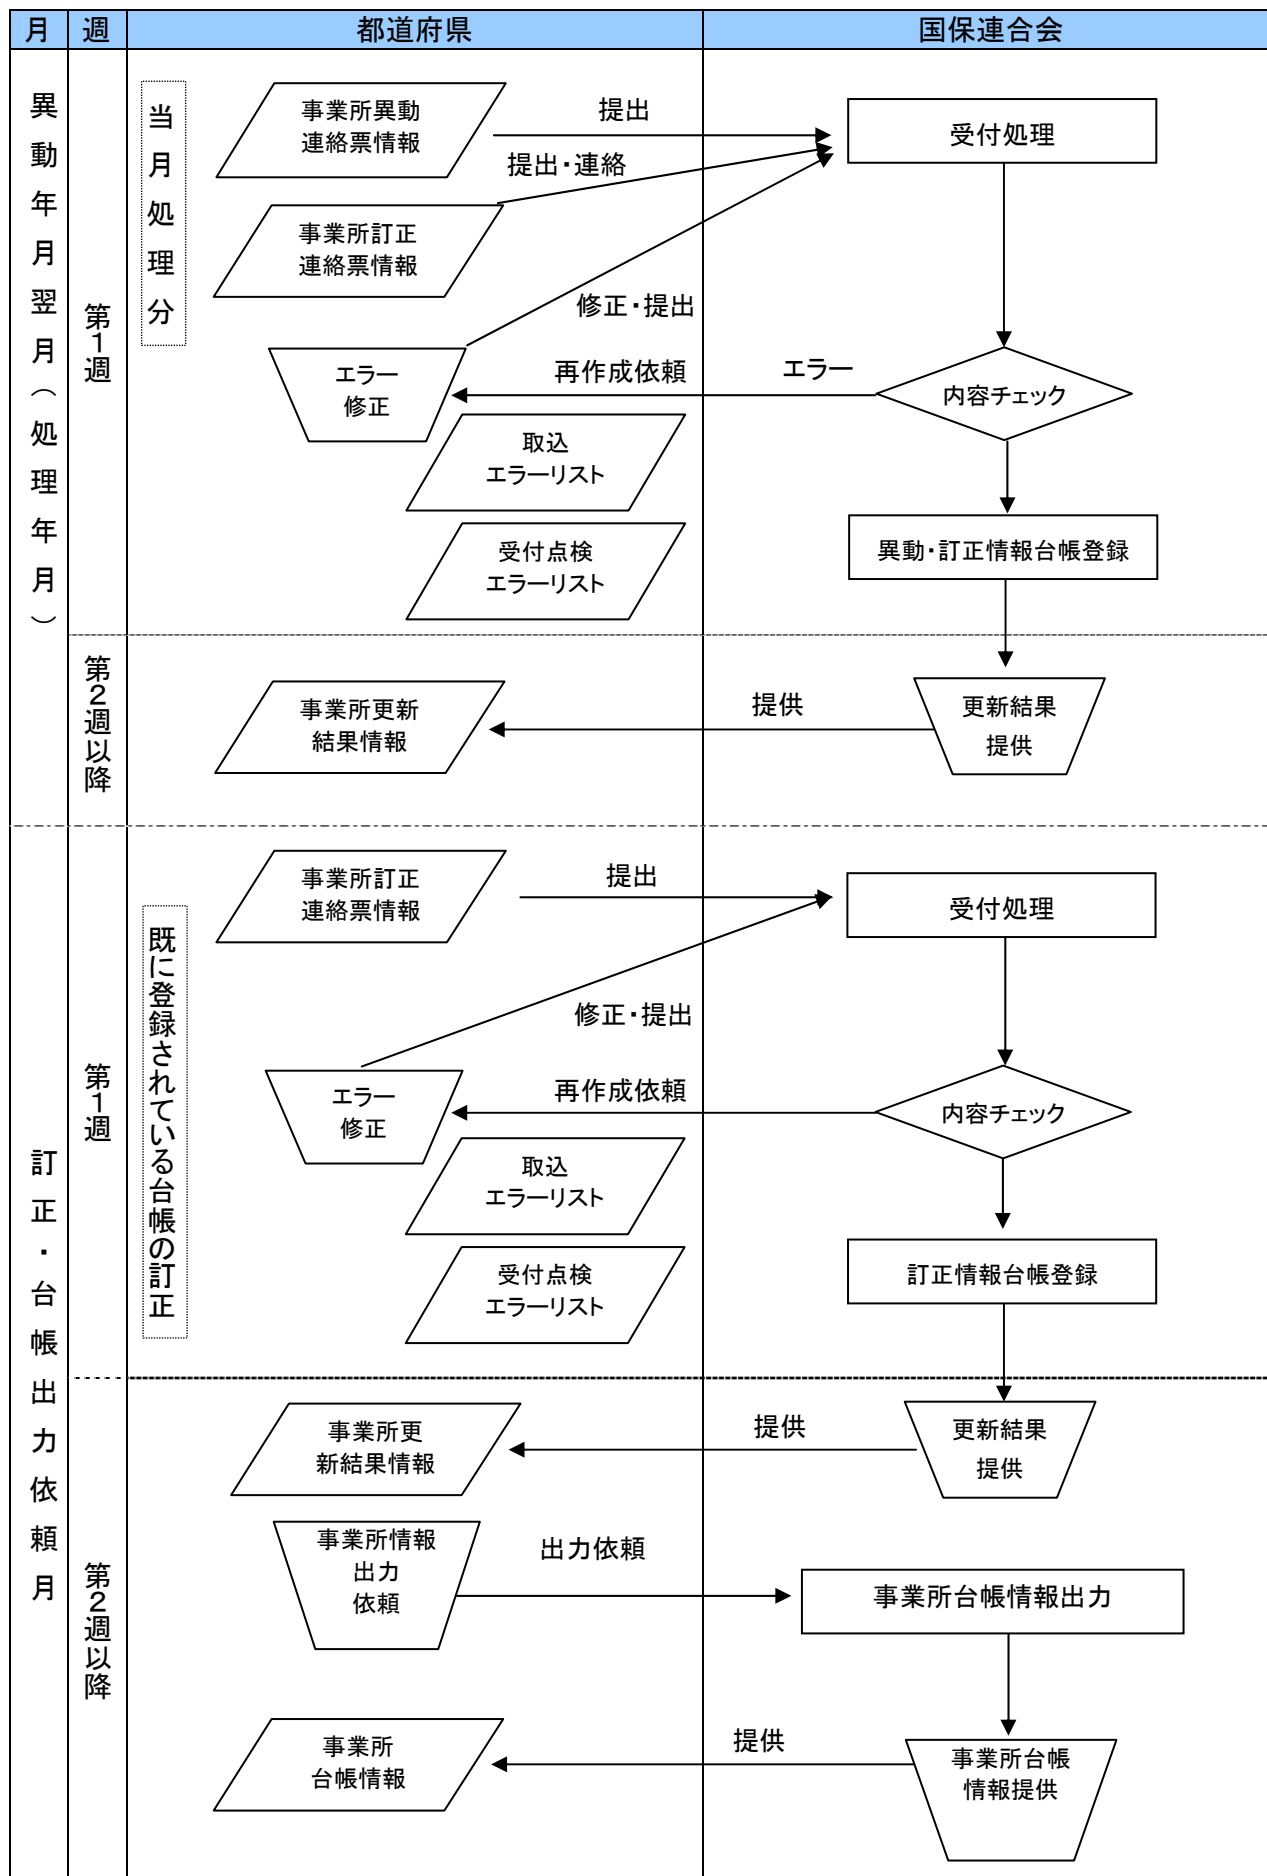 月
週
都道府県
国保連合会
異動年月翌月(処理年月)
第1週
当月処理分
事業所異動
連絡票情報
提出
受付処理
提出・連絡
事業所訂正
連絡票情報
修正・提出
エラー
修正
再作成依頼
エラー
内容チェック
取込
エラーリスト
受付点検
エラーリスト
異動・訂正情報台帳登録
第2週以降
事業所更新
結果情報
提供
更新結果
提供
訂正・台帳出力依頼月
第1週
既に登録されている台帳の訂正
事業所訂正
連絡票情報
提出
受付処理
修正・提出
エラー
修正
再作成依頼
内容チェック
取込
エラーリスト
受付点検
エラーリスト
訂正情報台帳登録
第2週以降
事業所更
新結果情報
提供
更新結果
提供
事業所情報
出力
依頼
出力依頼
事業所台帳情報出力
事業所
台帳情報
提供
事業所台帳
情報提供